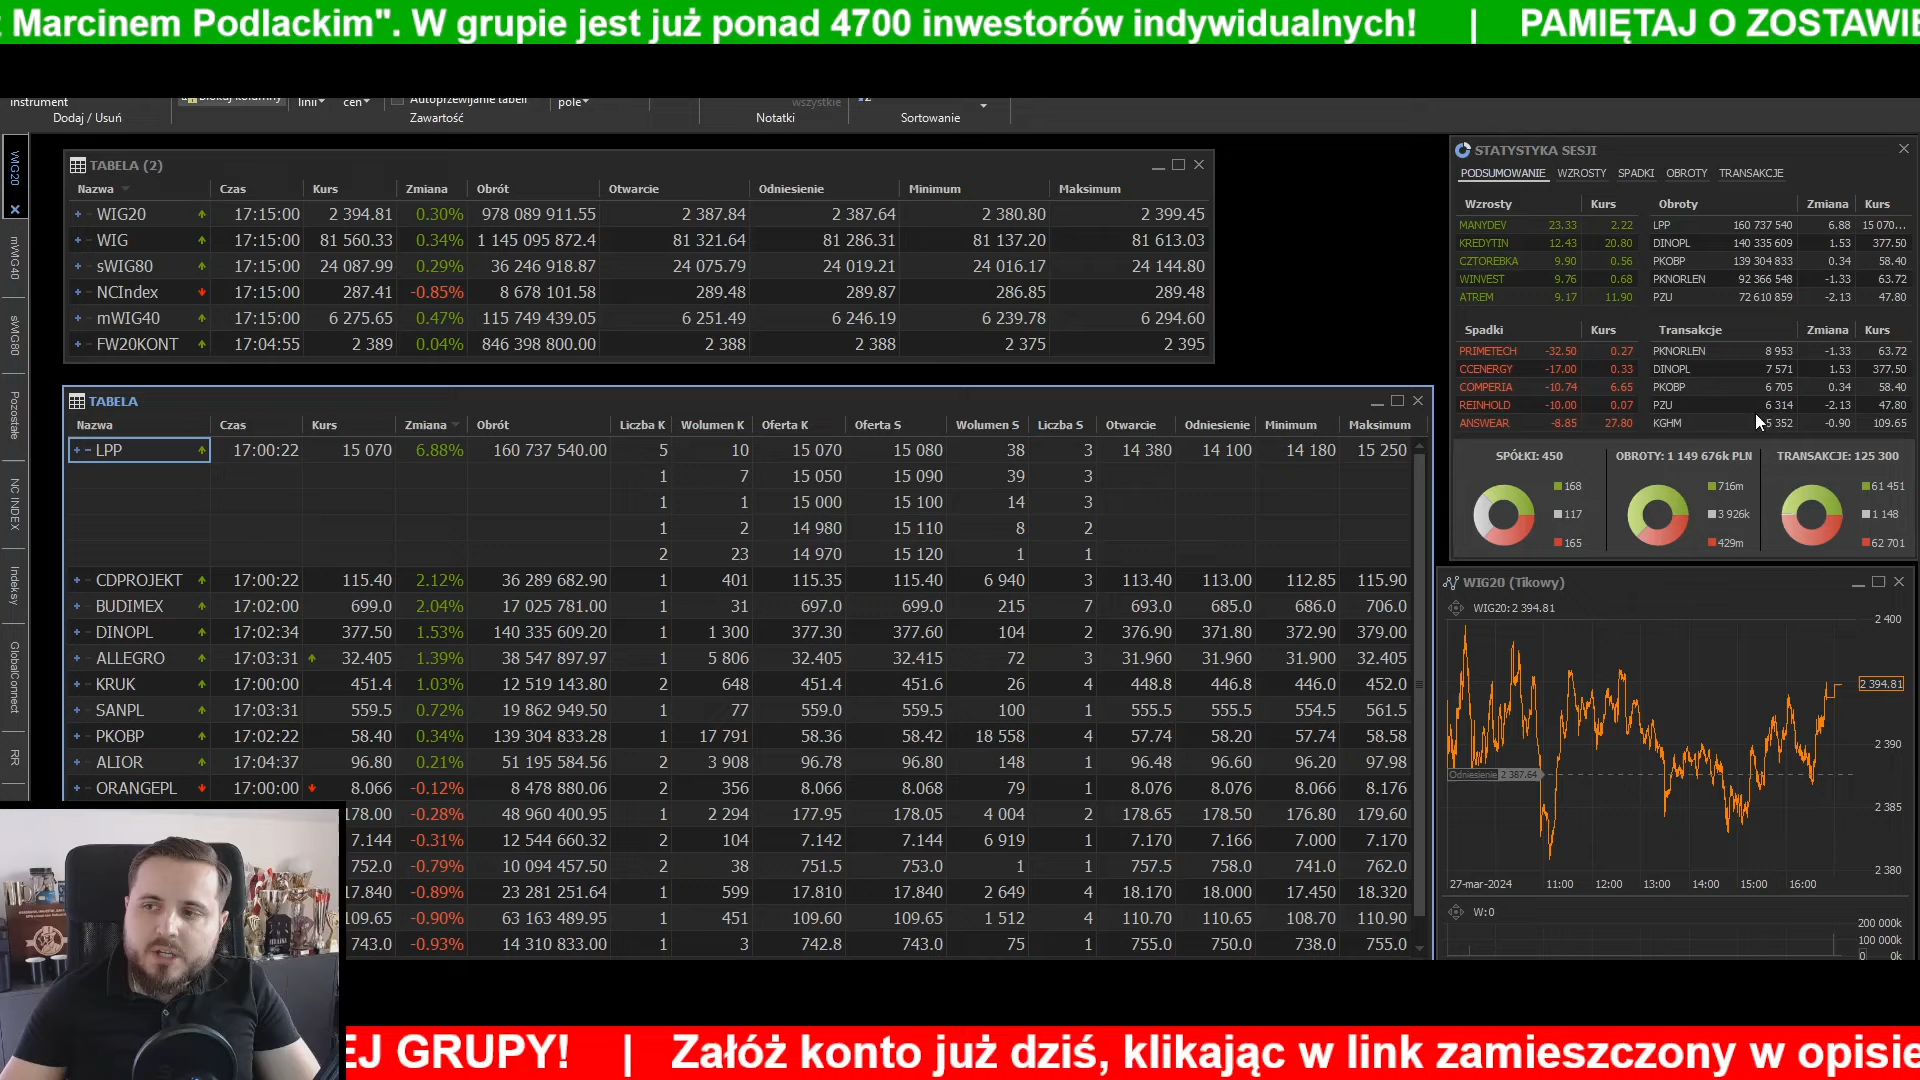 z Marcinem Podlackim". W grupie jest już ponad 4700 inwestorów indywidualnych! | PAMIĘTAJ O ZOSTAWIE
instrument
linii cen Autoprzewijanie tabeli pole wszystkie
Dodaj / Usuń Zawartość Notatki Sortowanie
WIG20
mWIG40
sWIG80
Pozostałe
NC INDEX
Indeksy
GlobalConnect
RR
TABELA (2)
Nazwa Czas Kurs Zmiana Obrót Otwarcie Odniesienie Minimum Maksimum
WIG20 17:15:00 2 394.81 0.30% 978 089 911.55 2 387.84 2 387.64 2 380.80 2 399.45
WIG 17:15:00 81 560.33 0.34% 1 145 095 872.4 81 321.64 81 286.31 81 137.20 81 613.03
sWIG80 17:15:00 24 087.99 0.29% 36 246 918.87 24 075.79 24 019.21 24 016.17 24 144.80
NCIndex 17:15:00 287.41 -0.85% 8 678 101.58 289.48 289.87 286.85 289.48
mWIG40 17:15:00 6 275.65 0.47% 115 749 439.05 6 251.49 6 246.19 6 239.78 6 294.60
FW20KONT 17:04:55 2 389 0.04% 846 398 800.00 2 388 2 388 2 375 2 395
TABELA
Nazwa Czas Kurs Zmiana Obrót Liczba K Wolumen K Oferta K Oferta S Wolumen S Liczba S Otwarcie Odniesienie Minimum Maksimum
LPP 17:00:22 15 070 6.88% 160 737 540.00 5 10 15 070 15 080 38 3 14 380 14 100 14 180 15 250
1 7 15 050 15 090 39 3
1 1 15 000 15 100 14 3
1 2 14 980 15 110 8 2
2 23 14 970 15 120 1 1
CDPROJEKT 17:00:22 115.40 2.12% 36 289 682.90 1 401 115.35 115.40 6 940 3 113.40 113.00 112.85 115.90
BUDIMEX 17:02:00 699.0 2.04% 17 025 781.00 1 31 697.0 699.0 215 7 693.0 685.0 686.0 706.0
DINOPL 17:02:34 377.50 1.53% 140 335 609.20 1 1 300 377.30 377.60 104 2 376.90 371.80 372.90 379.00
ALLEGRO 17:03:31 32.405 1.39% 38 547 897.97 1 5 806 32.405 32.415 72 3 31.960 31.960 31.900 32.405
KRUK 17:00:00 451.4 1.03% 12 519 143.80 2 648 451.4 451.6 26 4 448.8 446.8 446.0 452.0
SANPL 17:03:31 559.5 0.72% 19 862 949.50 1 77 559.0 559.5 100 1 555.5 555.5 554.5 561.5
PKOBP 17:02:22 58.40 0.34% 139 304 833.28 1 17 791 58.36 58.42 18 558 4 57.74 58.20 57.74 58.58
ALIOR 17:04:37 96.80 0.21% 51 195 584.56 2 3 908 96.78 96.80 148 1 96.48 96.60 96.20 97.98
ORANGEPL 17:00:00 8.066 -0.12% 8 478 880.06 2 356 8.066 8.068 79 1 8.076 8.076 8.066 8.176
178.00 -0.28% 48 960 400.95 1 2 294 177.95 178.05 4 004 2 178.65 178.50 176.80 179.60
7.144 -0.31% 12 544 660.32 2 104 7.142 7.144 6 919 1 7.170 7.166 7.000 7.170
752.0 -0.79% 10 094 457.50 2 38 751.5 753.0 1 1 757.5 758.0 741.0 762.0
17.840 -0.89% 23 281 251.64 1 599 17.810 17.840 2 649 4 18.170 18.000 17.450 18.320
109.65 -0.90% 63 163 489.95 1 451 109.60 109.65 1 512 4 110.70 110.65 108.70 110.90
743.0 -0.93% 14 310 833.00 1 3 742.8 743.0 75 1 755.0 750.0 738.0 755.0
STATYSTYKA SESJI
PODSUMOWANIE WZROSTY SPADKI OBROTY TRANSAKCJE
Wzrosty Kurs Obroty Zmiana Kurs
MANYDEV 23.33 2.22 LPP 160 737 540 6.88 15 070...
KREDYTIN 12.43 20.80 DINOPL 140 335 609 1.53 377.50
CZTOREBKA 9.90 0.56 PKOBP 139 304 833 0.34 58.40
WINVEST 9.76 0.68 PKNORLEN 92 366 548 -1.33 63.72
ATREM 9.17 11.90 PZU 72 610 859 -2.13 47.80
Spadki Kurs Transakcje Zmiana Kurs
PRIMETECH -32.50 0.27 PKNORLEN 8 953 -1.33 63.72
CCENERGY -17.00 0.33 DINOPL 7 571 1.53 377.50
COMPERIA -10.74 6.65 PKOBP 6 705 0.34 58.40
REINHOLD -10.00 0.07 PZU 6 314 -2.13 47.80
ANSWEAR -8.85 27.80 KGHM 5 352 -0.90 109.65
SPÓŁKI: 450 OBROTY: 1 149 676k PLN TRANSAKCJE: 125 300
168 716m 61 451
117 3 926k 1 148
165 429m 62 701
WIG20 (Tikowy)
WIG20: 2 394.81
2 400
2 394.81
2 390
Odniesienie 2 387.64
2 385
2 380
27-mar-2024 11:00 12:00 13:00 14:00 15:00 16:00
W:0
200 000k
100 000k
0 0k
EJ GRUPY! | Załóż konto już dziś, klikając w link zamieszczony w opisie